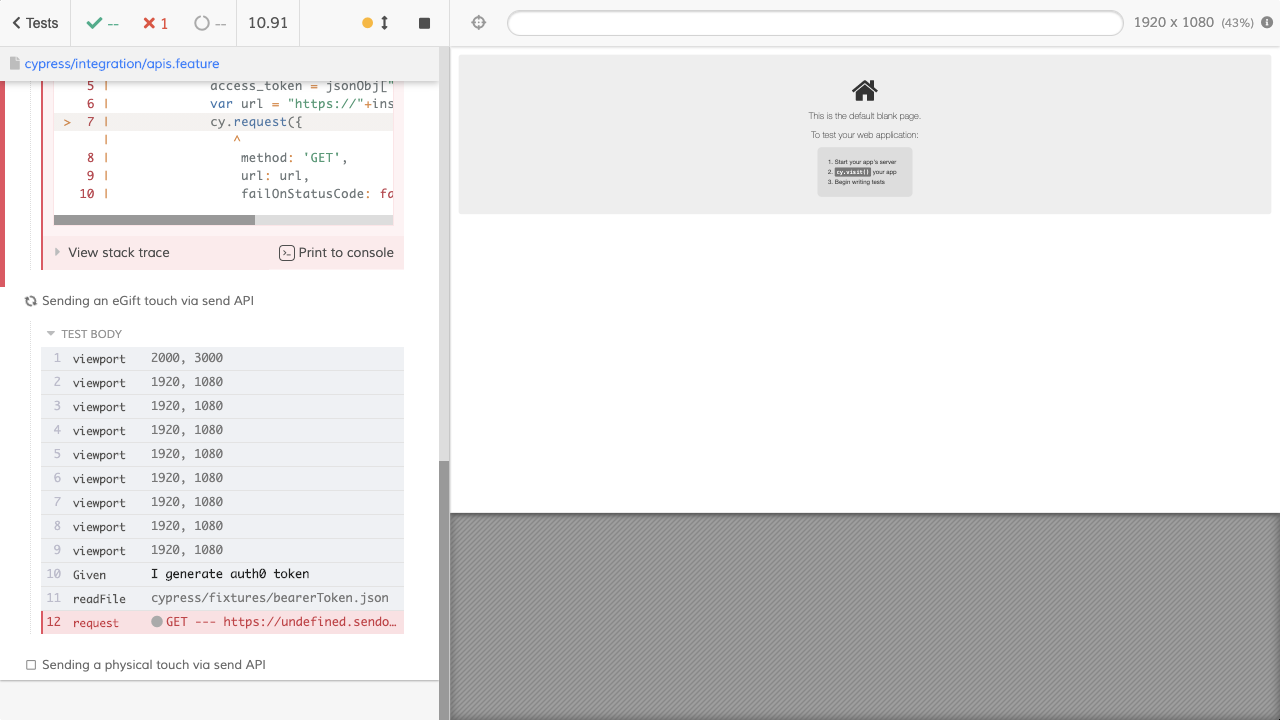 Tests -- 1 -- 10.91
1920 x 1080 (43%)
cypress/integration/apis.feature
5 | access_token = jsonObj["
6 | var url = "https://"+ins
> 7 | cy.request({
| ^
8 | method: 'GET',
9 | url: url,
10 | failOnStatusCode: fa
View stack trace
Print to console
Sending an eGift touch via send API
TEST BODY
1 viewport 2000, 3000
2 viewport 1920, 1080
3 viewport 1920, 1080
4 viewport 1920, 1080
5 viewport 1920, 1080
6 viewport 1920, 1080
7 viewport 1920, 1080
8 viewport 1920, 1080
9 viewport 1920, 1080
10 Given I generate auth0 token
11 readFile cypress/fixtures/bearerToken.json
12 request GET --- https://undefined.sendo…
Sending a physical touch via send API
This is the default blank page.
To test your web application:
1. Start your app's server
2. cy.visit() your app
3. Begin writing tests